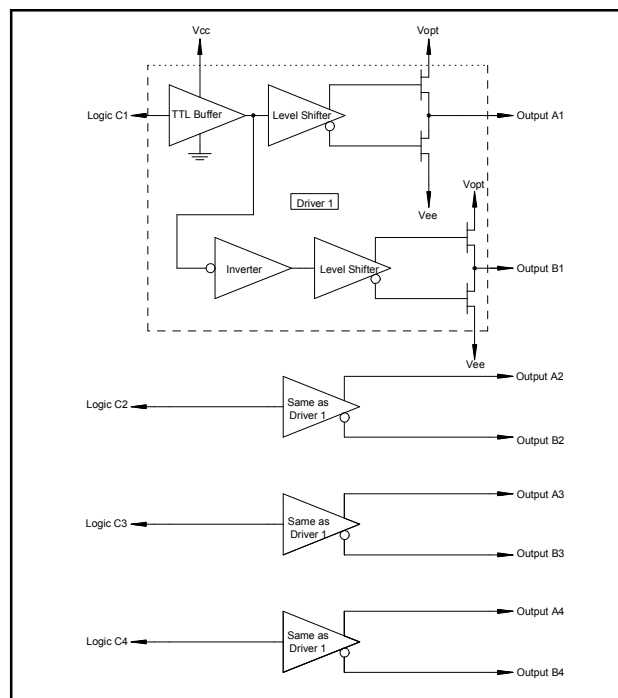 Vcc
Vopt
Logic C1
TTL Buffer
Level Shifter
Output A1
Driver 1
Vee
Vopt
Inverter
Level Shifter
Output B1
Vee
Output A2
Logic C2
Same as
Driver 1
Output B2
Output A3
Logic C3
Same as
Driver 1
Output B3
Output A4
Logic C4
Same as
Driver 1
Output B4